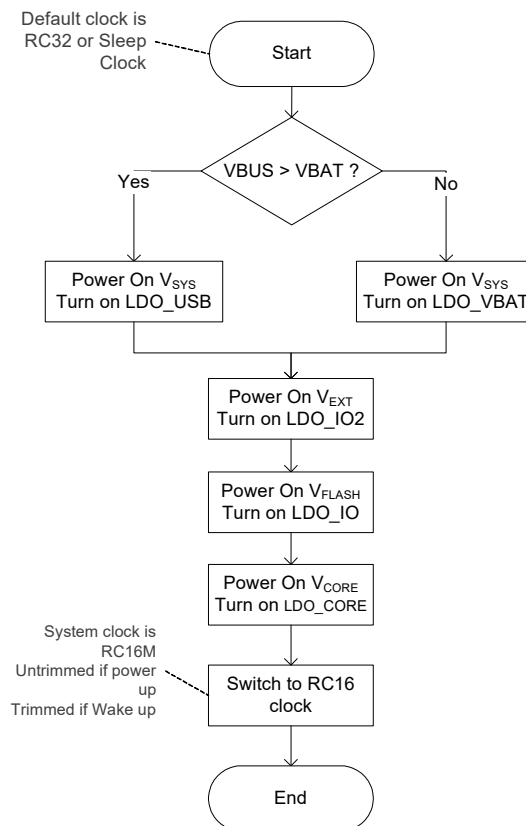 Default clock is
RC32 or Sleep
Clock
Start
VBUS > VBAT ?
Yes
No
Power On VSYS
Turn on LDO_USB
Power On VSYS
Turn on LDO_VBAT
Power On VEXT
Turn on LDO_IO2
Power On VFLASH
Turn on LDO_IO
Power On VCORE
Turn on LDO_CORE
System clock is
RC16M
Untrimmed if power
up
Trimmed if Wake up
Switch to RC16
clock
End